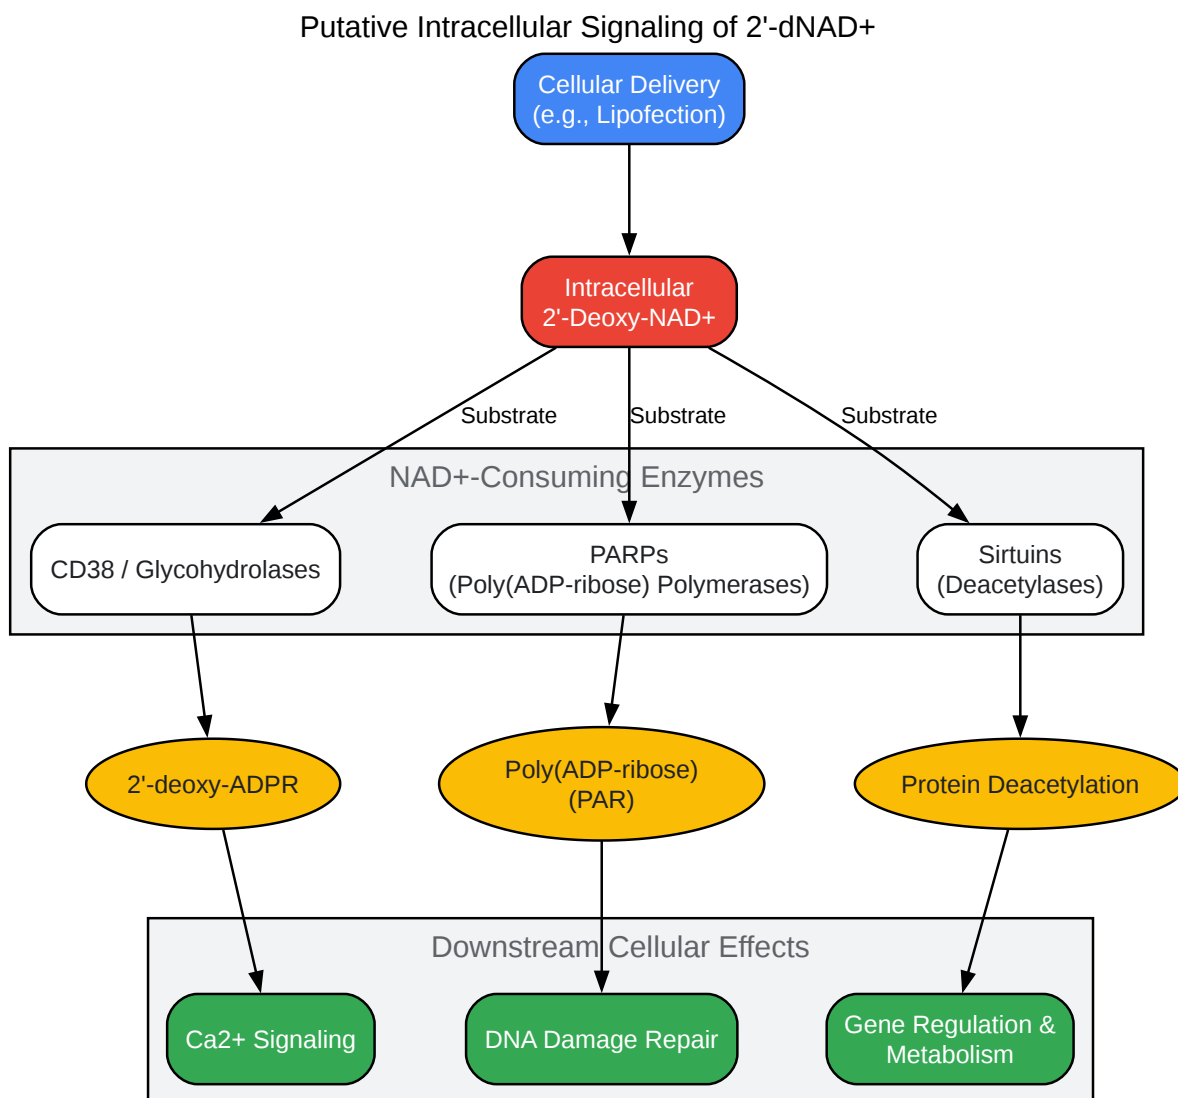 Putative Intracellular Signaling of 2'-dNAD+
Cellular Delivery
(e.g., Lipofection)
Intracellular
2'-Deoxy-NAD+
Substrate
Substrate
Substrate
NAD+-Consuming Enzymes
CD38 / Glycohydrolases
PARPs
(Poly(ADP-ribose) Polymerases)
Sirtuins
(Deacetylases)
2'-deoxy-ADPR
Poly(ADP-ribose)
(PAR)
Protein Deacetylation
Downstream Cellular Effects
Ca2+ Signaling
DNA Damage Repair
Gene Regulation &
Metabolism